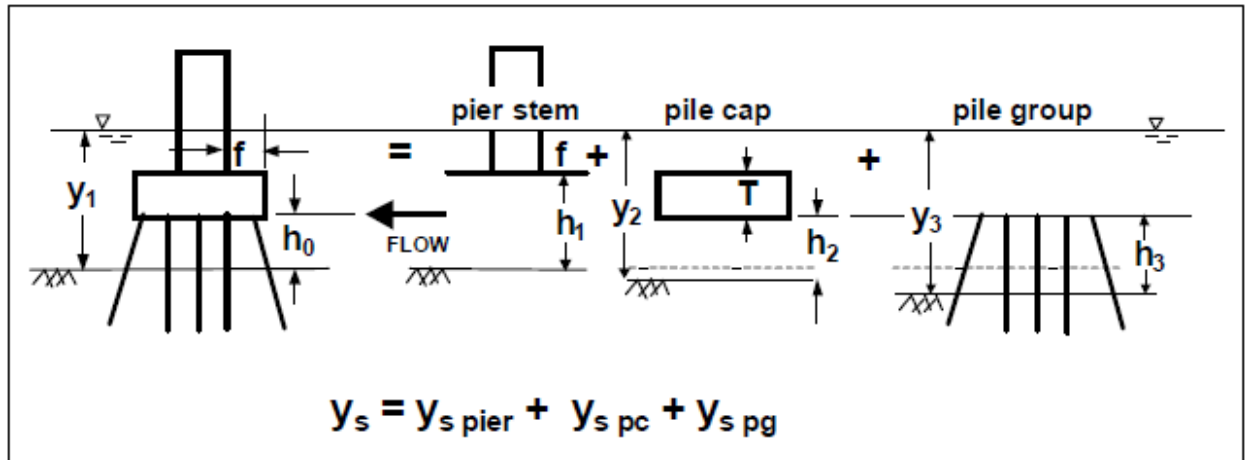 pier stem pile cap pile group
f = f + T +
y₁ h₀ FLOW h₁ y₂ h₂ y₃ h₃
yₛ = yₛ ₚᵢₑᵣ + yₛ ₚc + yₛ ₚg